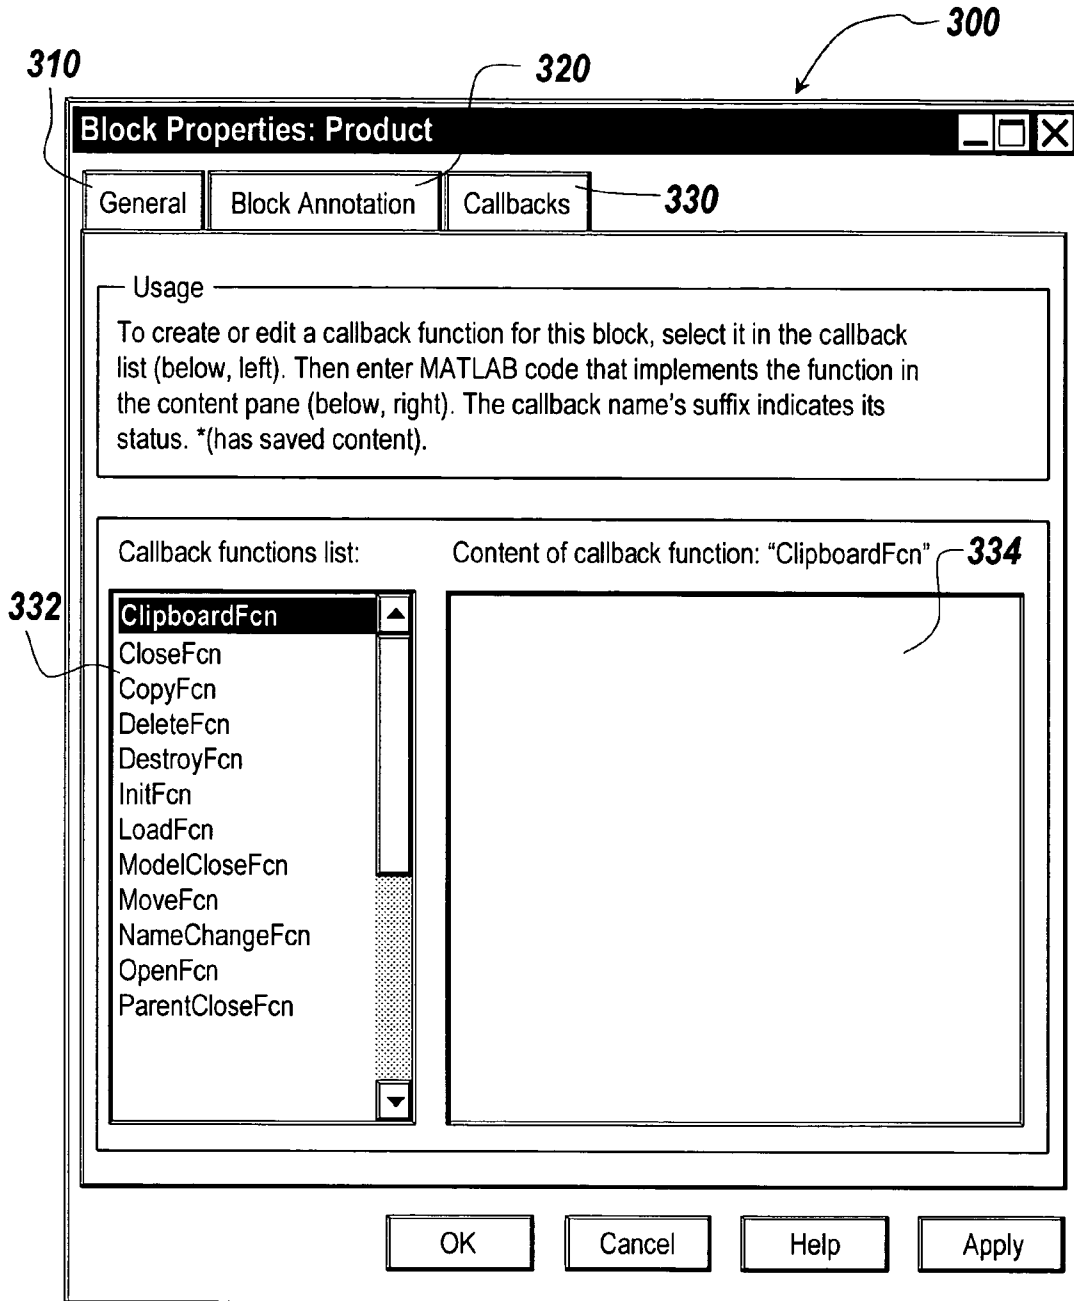 300
310
320
Block Properties: Product
General
Block Annotation
Callbacks
330
Usage
To create or edit a callback function for this block, select it in the callback
list (below, left). Then enter MATLAB code that implements the function in
the content pane (below, right). The callback name's suffix indicates its
status. *(has saved content).
Callback functions list:
Content of callback function: “ClipboardFcn”
334
332
ClipboardFcn
CloseFcn
CopyFcn
DeleteFcn
DestroyFcn
InitFcn
LoadFcn
ModelCloseFcn
MoveFcn
NameChangeFcn
OpenFcn
ParentCloseFcn
OK
Cancel
Help
Apply